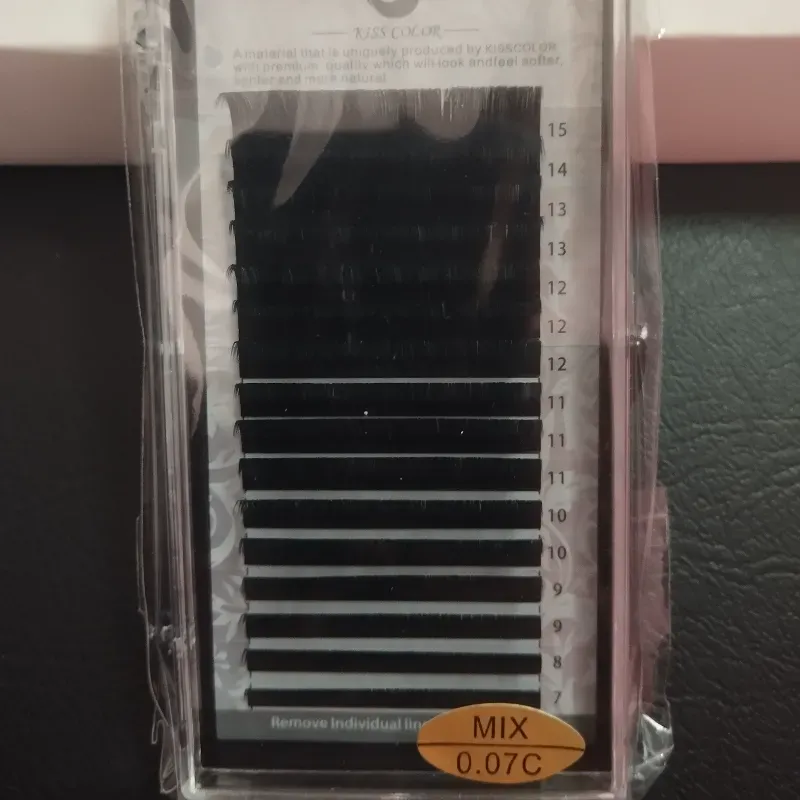 KISS COLOR
A material that is uniquely produced by KISSCOLOR
with premium quality which will look andfeel softer,
and more natural
15
14
13
13
12
12
12
11
11
11
10
10
9
9
8
7
Remove Individual
MIX
0.07C